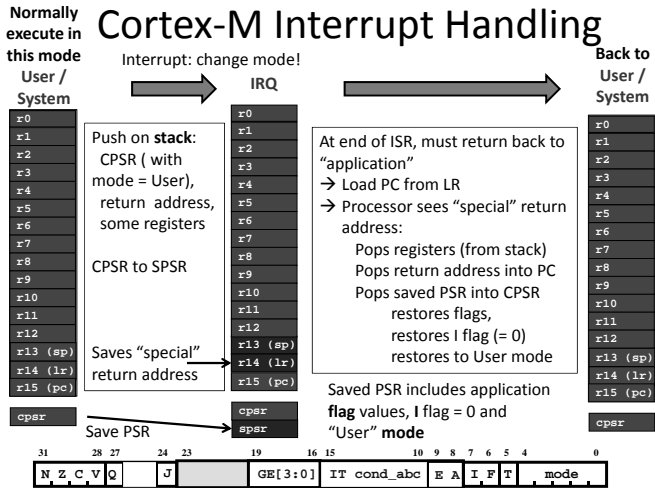 Normally
execute in
this mode
Cortex-M Interrupt Handling
Interrupt: change mode!
Back to
User /
System
IRQ
User /
System
r0
r1
r2
r3
r4
r5
r6
r7
r8
r9
r10
r11
r12
r13 (sp)
r14 (lr)
r15 (pc)
cpsr
Push on stack:
CPSR ( with
mode = User),
return address,
some registers
CPSR to SPSR
Saves “special”
return address
Save PSR
r0
r1
r2
r3
r4
r5
r6
r7
r8
r9
r10
r11
r12
r13 (sp)
r14 (lr)
r15 (pc)
cpsr
spsr
At end of ISR, must return back to
“application”
→ Load PC from LR
→ Processor sees “special” return
address:
Pops registers (from stack)
Pops return address into PC
Pops saved PSR into CPSR
restores flags,
restores I flag (= 0)
restores to User mode
Saved PSR includes application
flag values, I flag = 0 and
“User” mode
r0
r1
r2
r3
r4
r5
r6
r7
r8
r9
r10
r11
r12
r13 (sp)
r14 (lr)
r15 (pc)
cpsr
31 28 27 24 23 19 16 15 10 9 8 7 6 5 4 0
N Z C V Q J GE[3:0] IT cond_abc E A I F T mode